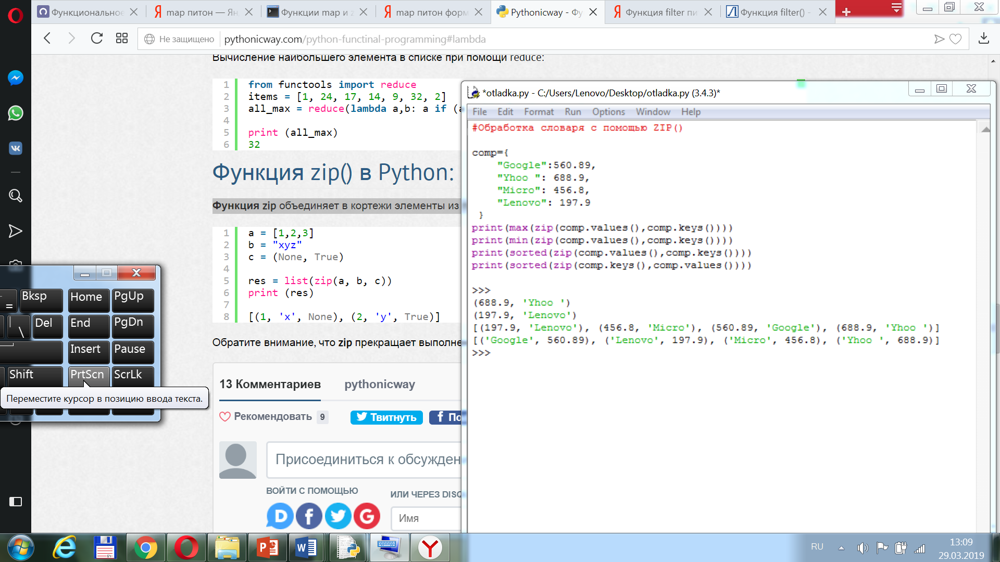 Функциональное
map питон — Ян
Функции map и z
map питон форм
Pythonicway - Фу
Функция filter пи
Функция filter() -
Не защищено
pythonicway.com/python-functinal-programming#lambda
Вычисление наибольшего элемента в списке при помощи reduce:
1 from functools import reduce
2 items = [1, 24, 17, 14, 9, 32, 2]
3 all_max = reduce(lambda a,b: a if (a
4
5 print (all_max)
6 32
Функция zip() в Python:
Функция zip объединяет в кортежи элементы из
1 a = [1,2,3]
2 b = "xyz"
3 c = (None, True)
4
5 res = list(zip(a, b, c))
6 print (res)
7
8 [(1, 'x', None), (2, 'y', True)]
Обратите внимание, что zip прекращает выполне
13 Комментариев pythonicway
Рекомендовать 9 Твитнуть f По
Присоединиться к обсужден
ВОЙТИ С ПОМОЩЬЮ
ИЛИ ЧЕРЕЗ DISQ
D f G
Имя
*otladka.py - C:/Users/Lenovo/Desktop/otladka.py (3.4.3)*
File Edit Format Run Options Window Help
#Обработка словаря с помощью ZIP()
comp={
"Google":560.89,
"Yhoo ": 688.9,
"Micro": 456.8,
"Lenovo": 197.9
}
print(max(zip(comp.values(),comp.keys())))
print(min(zip(comp.values(),comp.keys())))
print(sorted(zip(comp.values(),comp.keys())))
print(sorted(zip(comp.keys(),comp.values())))
>>>
(688.9, 'Yhoo ')
(197.9, 'Lenovo')
[(197.9, 'Lenovo'), (456.8, 'Micro'), (560.89, 'Google'), (688.9, 'Yhoo ')]
[('Google', 560.89), ('Lenovo', 197.9), ('Micro', 456.8), ('Yhoo ', 688.9)]
>>>
= Bksp Home PgUp
| \ Del End PgDn
Insert Pause
Shift PrtScn ScrLk
Переместите курсор в позицию ввода текста.
RU
13:09
29.03.2019